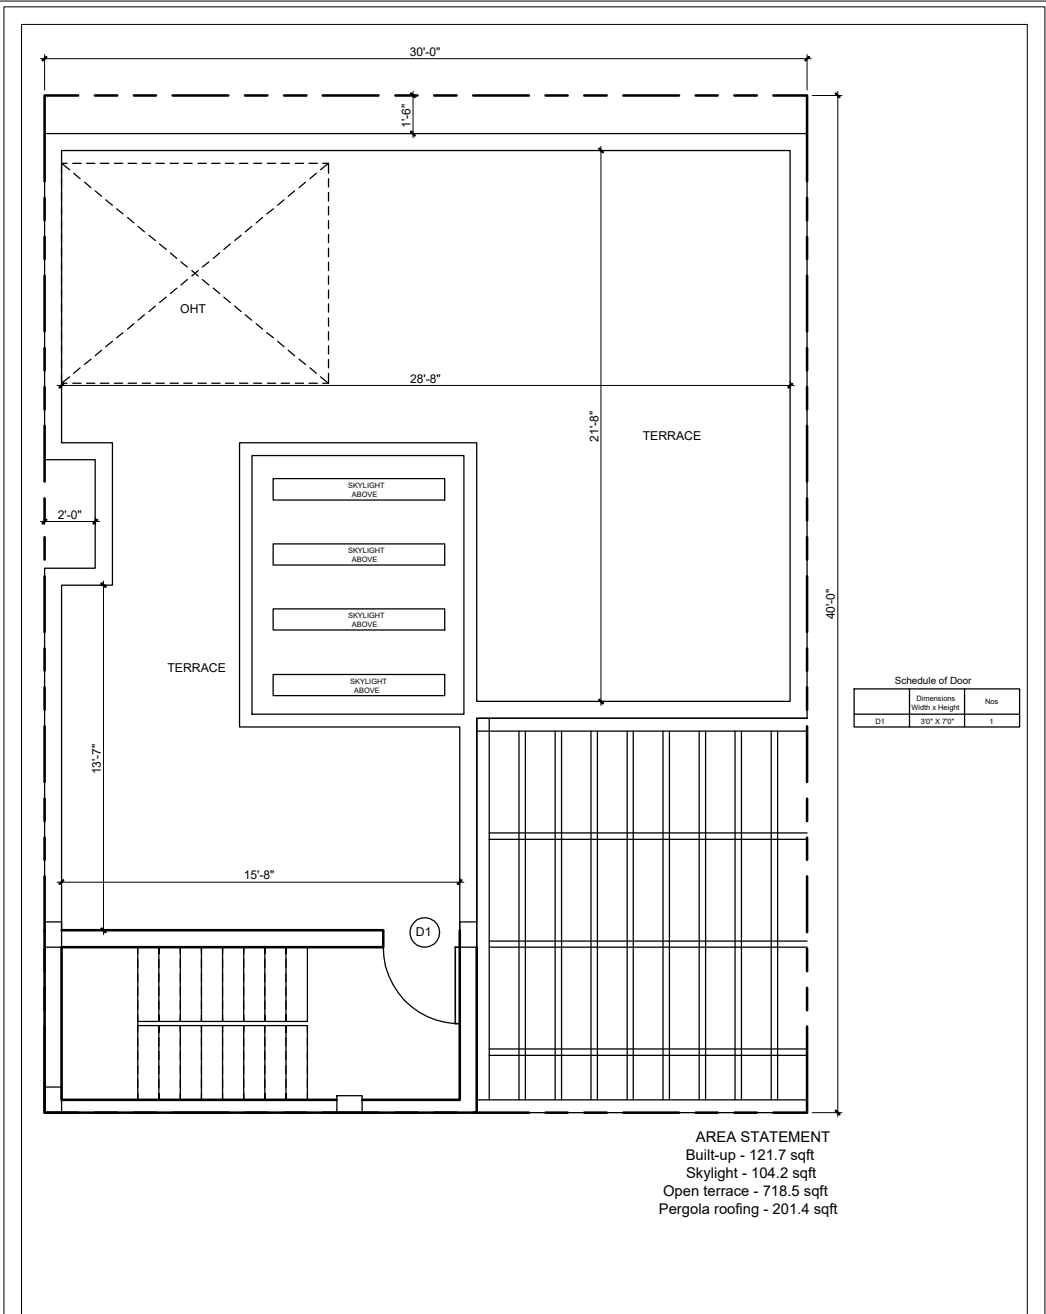 30'-0"
1'-6"
OHT
28'-8"
21'-8"
TERRACE
SKYLIGHT
ABOVE
2'-0"
SKYLIGHT
ABOVE
40'-0"
SKYLIGHT
ABOVE
TERRACE
SKYLIGHT
ABOVE
Schedule of Door
Dimensions
Width x Height
Nos
D1 3'0" X 7'0" 1
13'-7"
15'-8"
D1
AREA STATEMENT
Built-up - 121.7 sqft
Skylight - 104.2 sqft
Open terrace - 718.5 sqft
Pergola roofing - 201.4 sqft